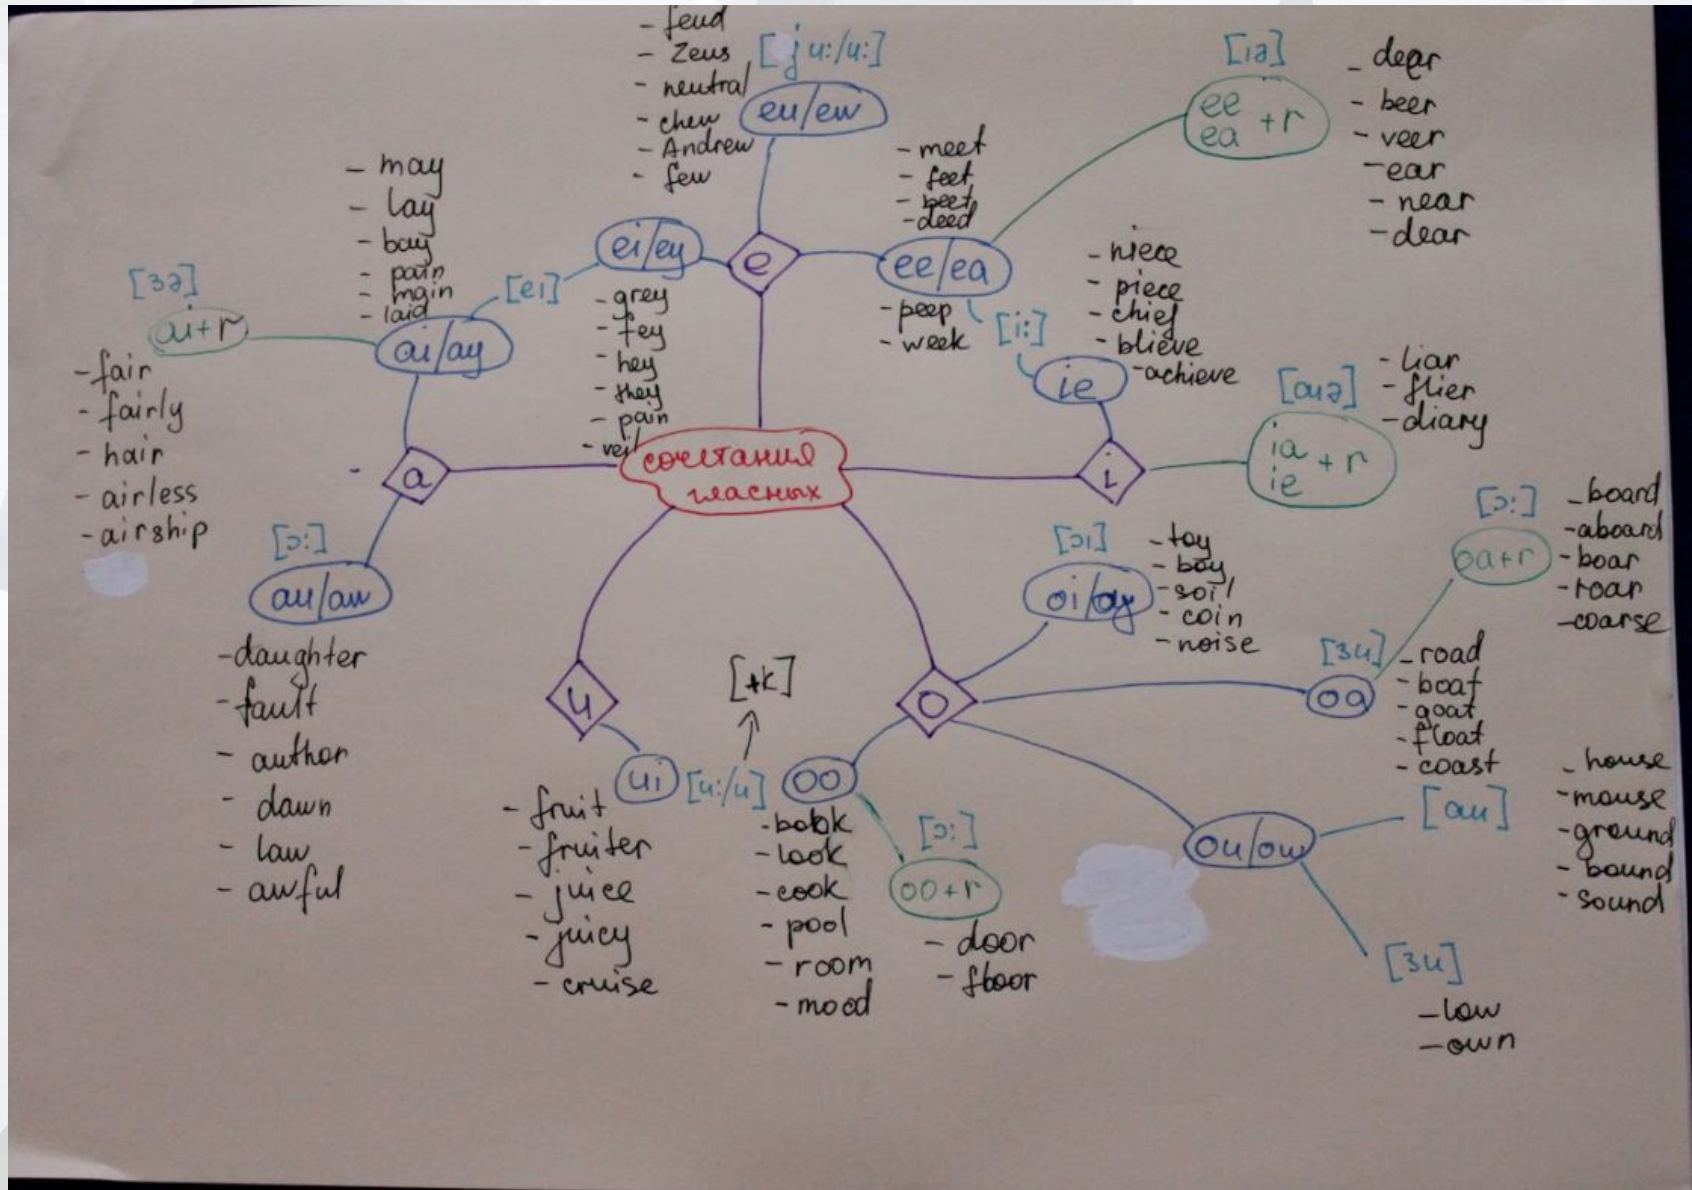 - feud
- Zeus
- neutral
- chew
- Andrew
- few
[ju:/u:]
eu/ew
[ɪə]
ee
ea +r
- dear
- beer
- veer
- ear
- near
- dear
- meet
- feet
- beet
- deed
ee/ea
- peep
- week
[i:]
- niece
- piece
- chief
- blieve
- achieve
ie
- may
- lay
- bay
- pain
- main
- laid
[eɪ]
ei/ey
e
- grey
- fey
- hey
- they
- pain
- veil
[ɜə]
ai+r
ai/ay
- fair
- fairly
- hair
- airless
- airship
a
сочетания
гласных
i
[aɪə]
ia
ie +r
- liar
- flier
- diary
[ɔ:]
au/aw
- daughter
- fault
- author
- dawn
- law
- awful
u
ui
- fruit
- fruiter
- juice
- juicy
- cruise
[+k]
[u:/u]
oo
- book
- look
- cook
- pool
- room
- mood
[ɔ:]
oo+r
- door
- floor
o
[ɔɪ]
oi/oy
- toy
- boy
- soil
- coin
- noise
[ɔ:]
oa+r
- board
- aboard
- boar
- roar
- coarse
[ɜu]
oa
- road
- boat
- goat
- float
- coast
ou/ow
[au]
- house
- mouse
- ground
- bound
- sound
[ɜu]
- low
- own